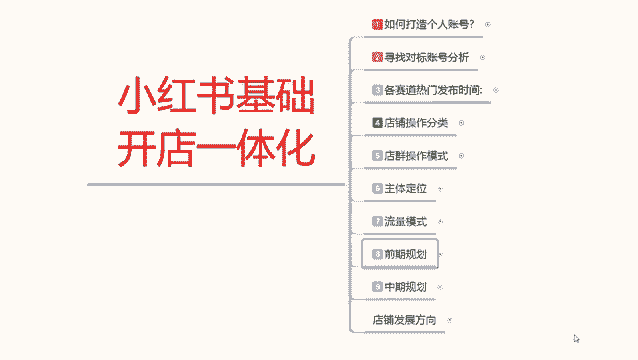 小红书基础
开店一体化
1 如何打造个人账号?
2 寻找对标账号分析
3 各赛道热门发布时间:
4 店铺操作分类
5 店群操作模式
6 主体定位
7 流量模式
8 前期规划
9 中期规划
店铺发展方向